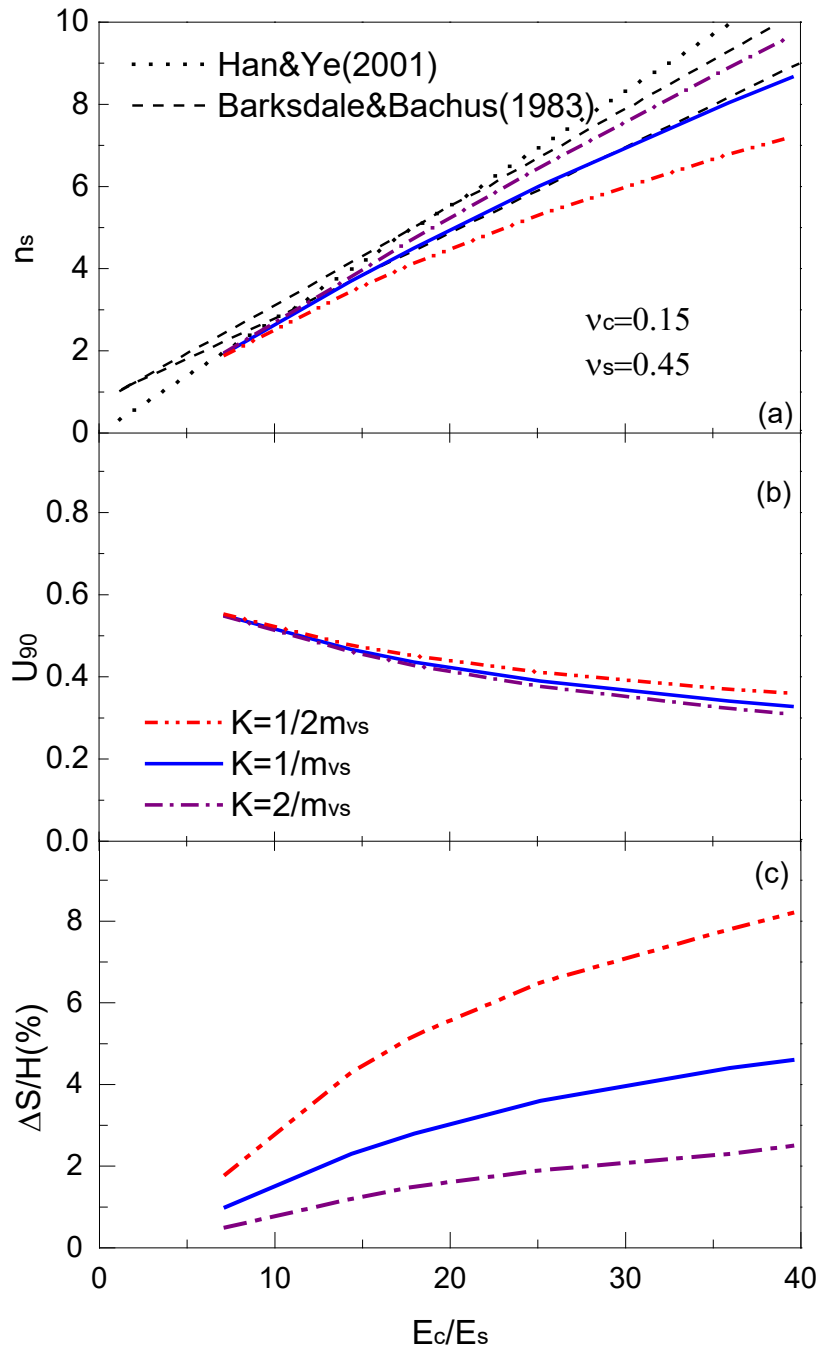 10
8
6
4
2
0
n_s
Han&Ye(2001)
Barksdale&Bachus(1983)
νc=0.15
νs=0.45
(a)
0.8
0.6
0.4
0.2
0.0
U90
(b)
K=1/2mvs
K=1/mvs
K=2/mvs
8
6
4
2
0
ΔS/H(%)
(c)
0 10 20 30 40
Ec/Es